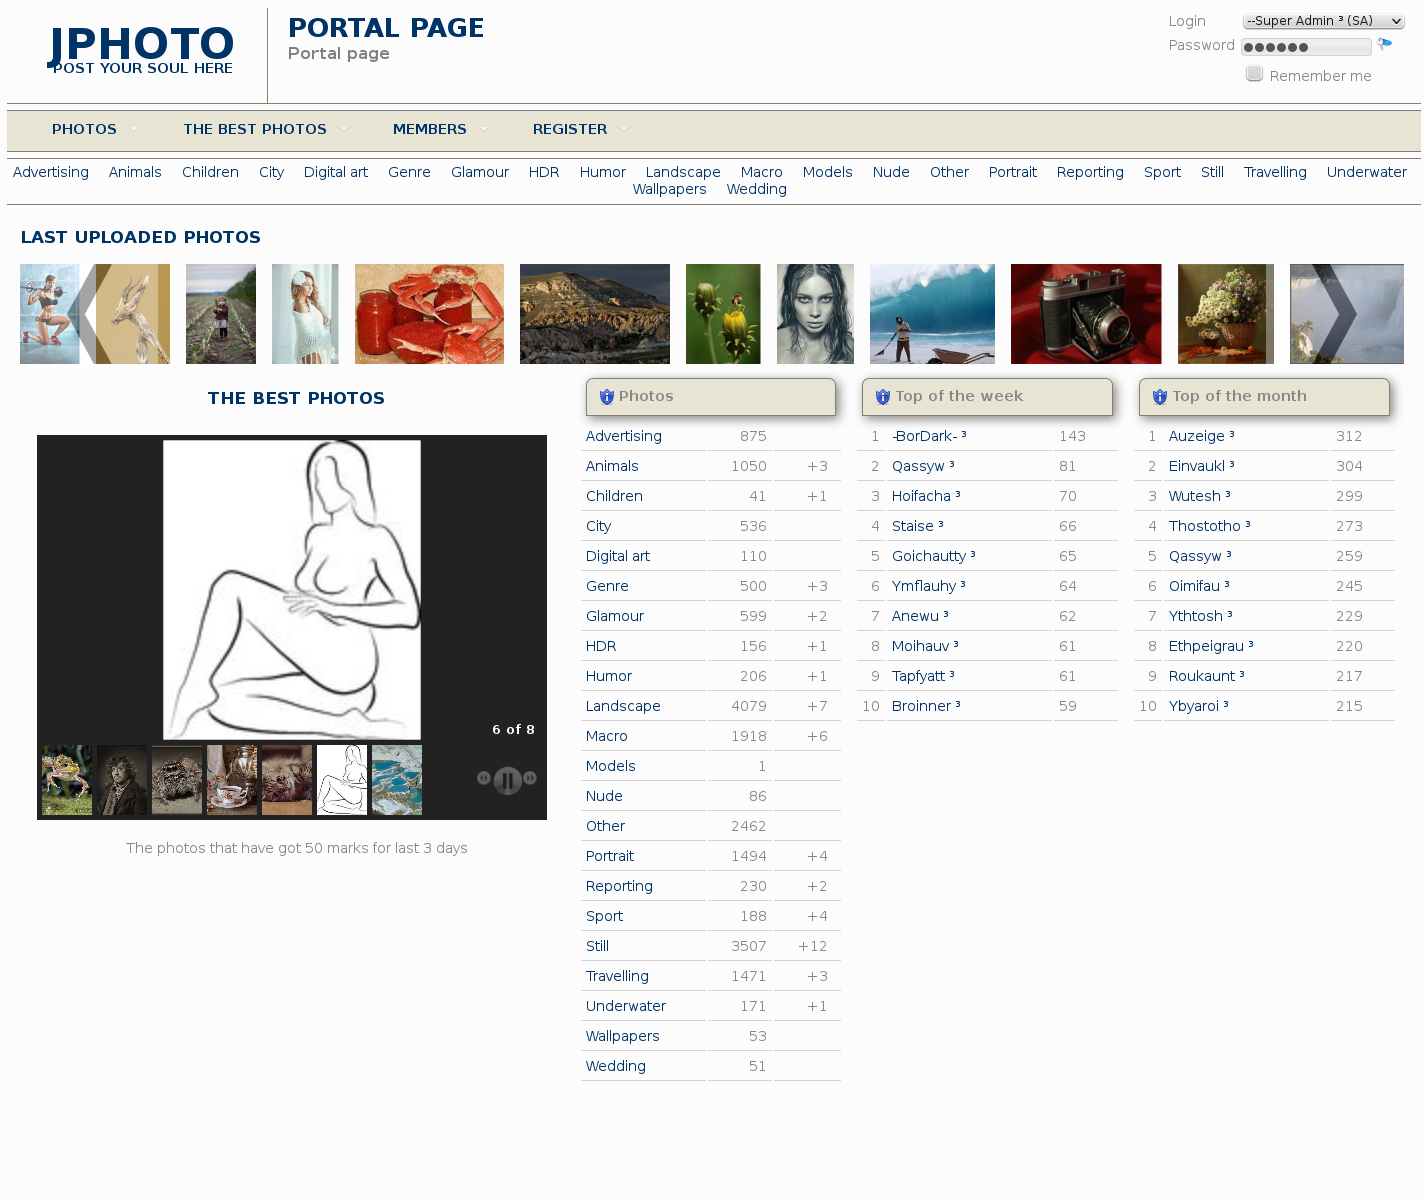 JPHOTO
POST YOUR SOUL HERE
PORTAL PAGE
Portal page
Login
--Super Admin ³ (SA)
Password
Remember me
PHOTOS THE BEST PHOTOS MEMBERS REGISTER
Advertising Animals Children City Digital art Genre Glamour HDR Humor Landscape Macro Models Nude Other Portrait Reporting Sport Still Travelling Underwater
Wallpapers Wedding
LAST UPLOADED PHOTOS
THE BEST PHOTOS
6 of 8
The photos that have got 50 marks for last 3 days
Photos
Advertising 875
Animals 1050 +3
Children 41 +1
City 536
Digital art 110
Genre 500 +3
Glamour 599 +2
HDR 156 +1
Humor 206 +1
Landscape 4079 +7
Macro 1918 +6
Models 1
Nude 86
Other 2462
Portrait 1494 +4
Reporting 230 +2
Sport 188 +4
Still 3507 +12
Travelling 1471 +3
Underwater 171 +1
Wallpapers 53
Wedding 51
Top of the week
1 -BorDark- ³ 143
2 Qassyw ³ 81
3 Hoifacha ³ 70
4 Staise ³ 66
5 Goichautty ³ 65
6 Ymflauhy ³ 64
7 Anewu ³ 62
8 Moihauv ³ 61
9 Tapfyatt ³ 61
10 Broinner ³ 59
Top of the month
1 Auzeige ³ 312
2 Einvaukl ³ 304
3 Wutesh ³ 299
4 Thostotho ³ 273
5 Qassyw ³ 259
6 Oimifau ³ 245
7 Ythtosh ³ 229
8 Ethpeigrau ³ 220
9 Roukaunt ³ 217
10 Ybyaroi ³ 215